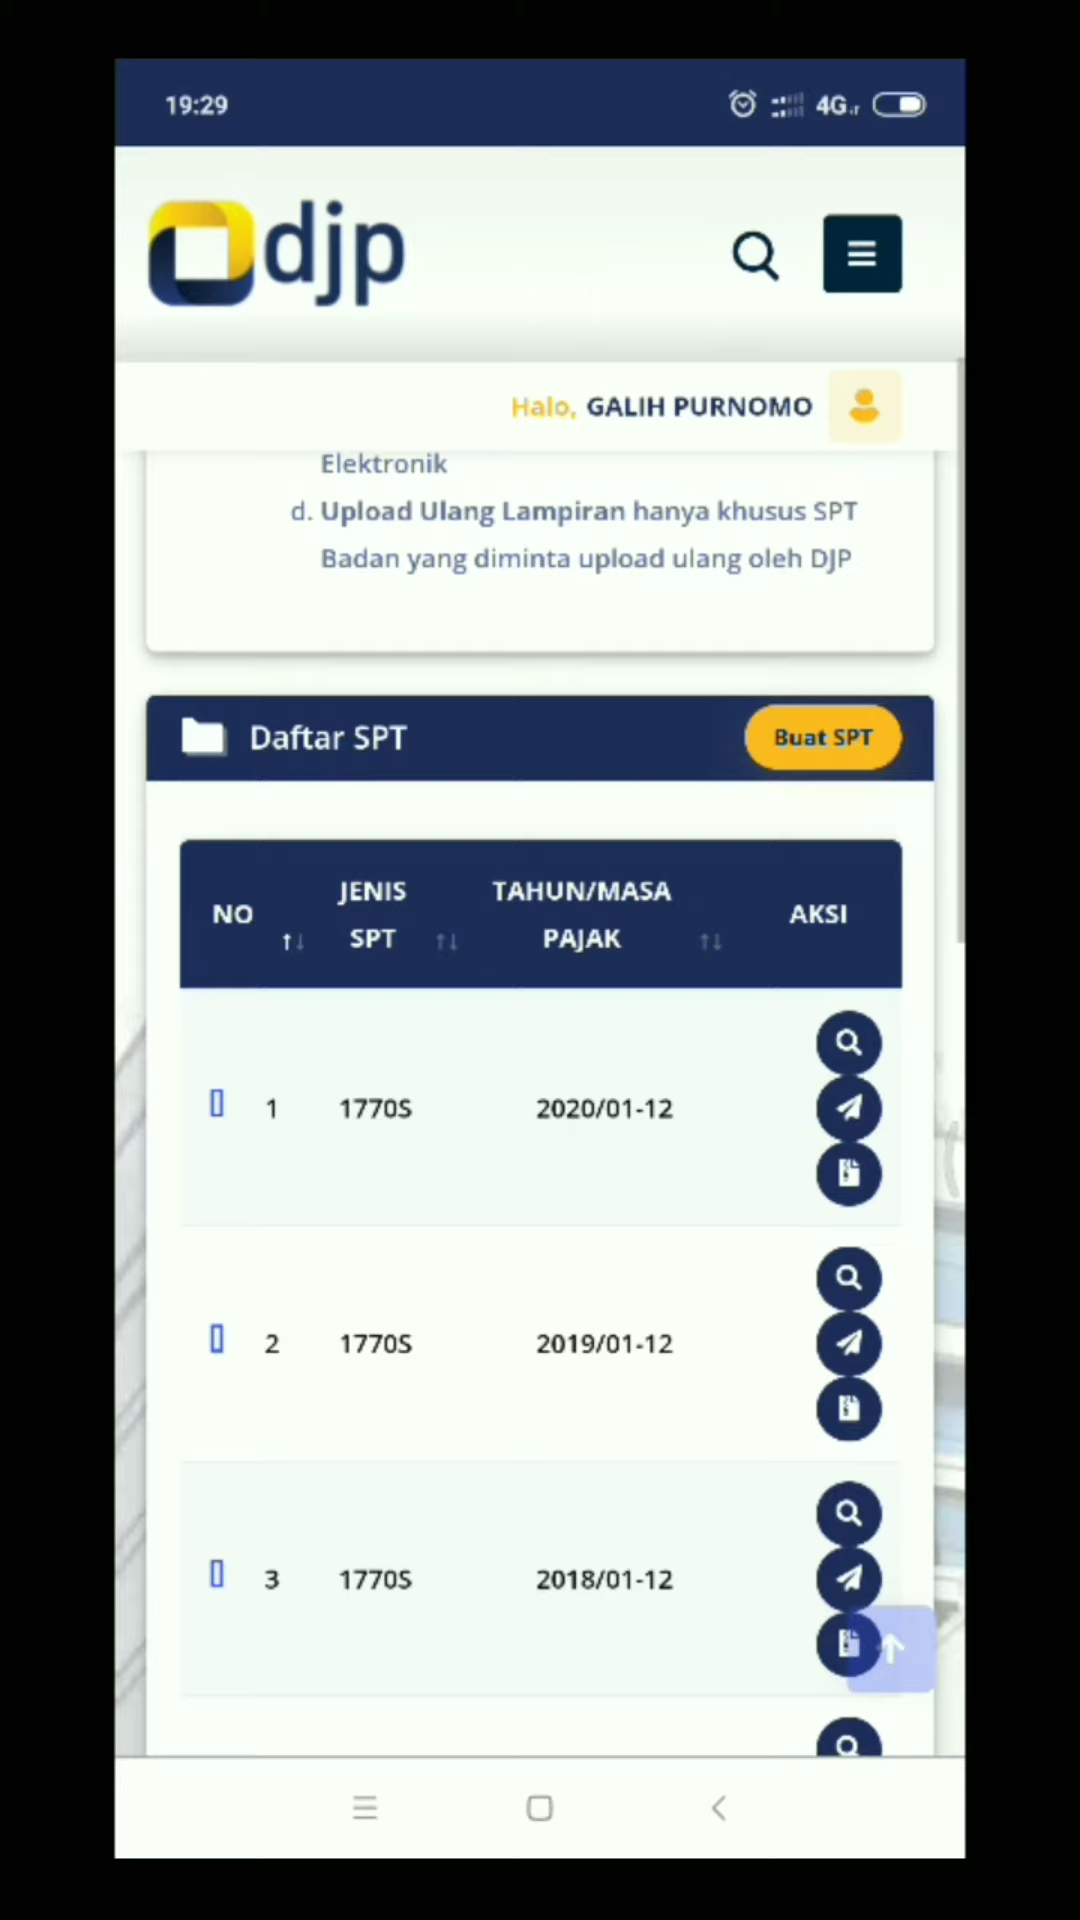 19:29
4G
djp
Halo, GALIH PURNOMO
Elektronik
d. Upload Ulang Lampiran hanya khusus SPT
Badan yang diminta upload ulang oleh DJP
Daftar SPT
Buat SPT
NO
JENIS
SPT
TAHUN/MASA
PAJAK
AKSI
1 1770S 2020/01-12
2 1770S 2019/01-12
3 1770S 2018/01-12